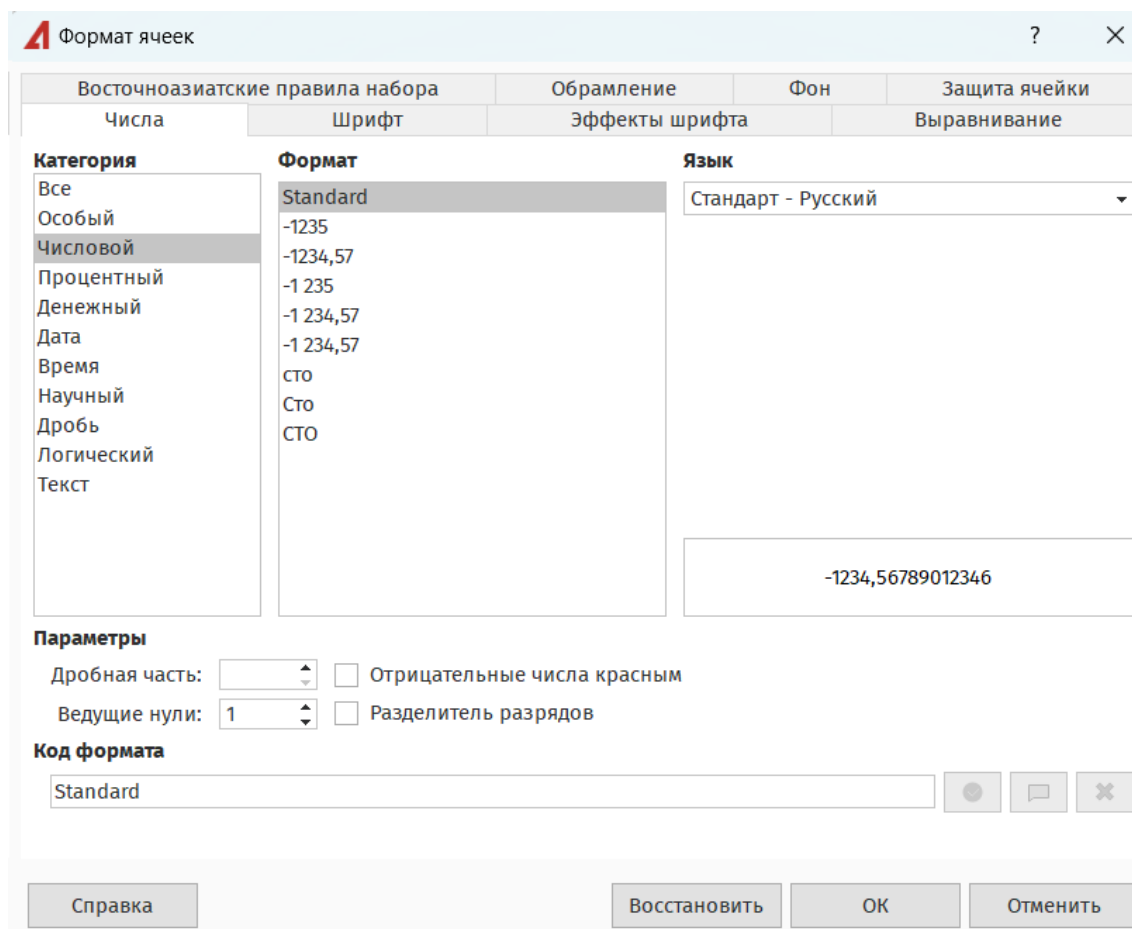 Формат ячеек ?
Восточноазиатские правила набора Обрамление Фон Защита ячейки
Числа Шрифт Эффекты шрифта Выравнивание
Категория Формат Язык
Все
Особый
Числовой
Процентный
Денежный
Дата
Время
Научный
Дробь
Логический
Текст
Standard
-1235
-1234,57
-1 235
-1 234,57
-1 234,57
сто
Сто
СТО
Стандарт - Русский
-1234,56789012346
Параметры
Дробная часть: Отрицательные числа красным
Ведущие нули: 1 Разделитель разрядов
Код формата
Standard
Справка Восстановить ОК Отменить